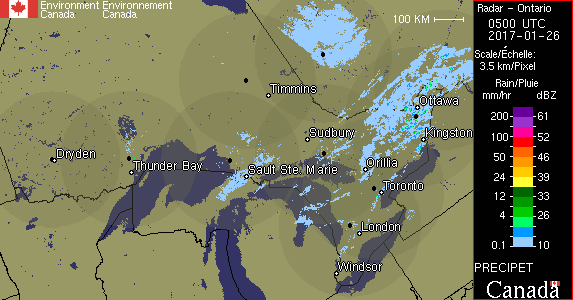 Environment Environnement
Canada Canada
100 KM
Timmins
Ottawa
Sudbury
Kingston
Dryden
Thunder Bay
Sault Ste. Marie
Orillia
Toronto
London
Windsor
Radar - Ontario
0500 UTC
2017-01-26
Scale/Échelle:
3.5 km/Pixel
Rain/Pluie
mm/hr dBZ
200 61
100 52
50 46
24 39
12 33
4 26
0.1 10
PRECIPET
Canada